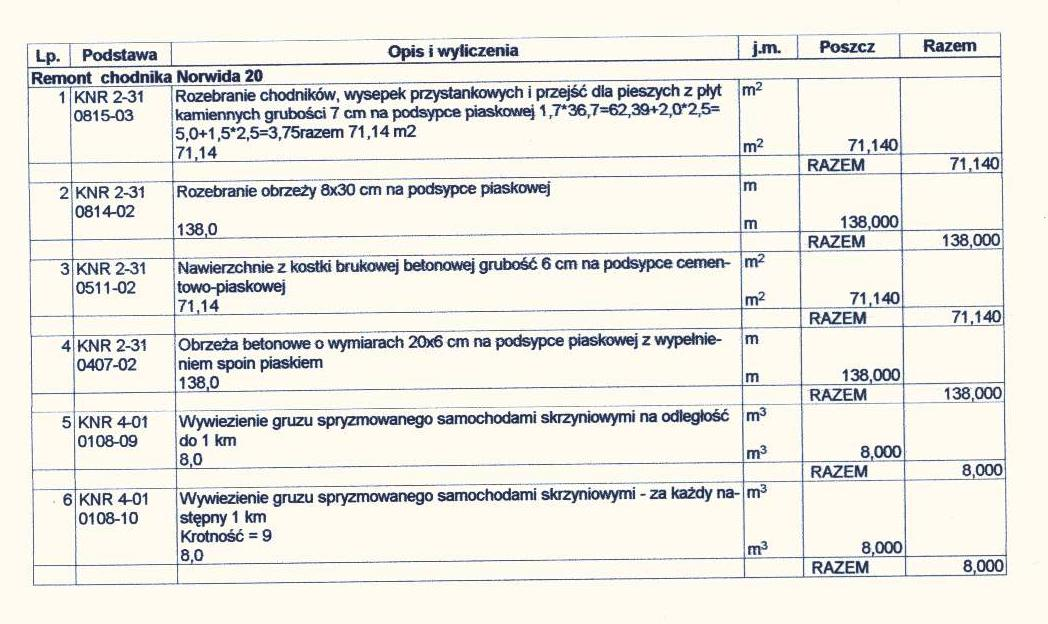 Lp. Podstawa Opis i wyliczenia j.m. Poszcz Razem
Remont chodnika Norwida 20
1 KNR 2-31 Rozebranie chodników, wysepek przystankowych i przejść dla pieszych z płyt m²
0815-03 kamiennych grubości 7 cm na podsypce piaskowej 1,7*36,7=62,39+2,0*2,5=
5,0+1,5*2,5=3,75razem 71,14 m2
71,14 m² 71,140
RAZEM 71,140
2 KNR 2-31 Rozebranie obrzeży 8x30 cm na podsypce piaskowej m
0814-02
138,0 m 138,000
RAZEM 138,000
3 KNR 2-31 Nawierzchnie z kostki brukowej betonowej grubość 6 cm na podsypce cemen- m²
0511-02 towo-piaskowej
71,14 m² 71,140
RAZEM 71,140
4 KNR 2-31 Obrzeża betonowe o wymiarach 20x6 cm na podsypce piaskowej z wypełnie- m
0407-02 niem spoin piaskiem
138,0 m 138,000
RAZEM 138,000
5 KNR 4-01 Wywiezienie gruzu spryzmowanego samochodami skrzyniowymi na odległość m³
0108-09 do 1 km
8,0 m³ 8,000
RAZEM 8,000
6 KNR 4-01 Wywiezienie gruzu spryzmowanego samochodami skrzyniowymi - za każdy na- m³
0108-10 stępny 1 km
Krotność = 9
8,0 m³ 8,000
RAZEM 8,000